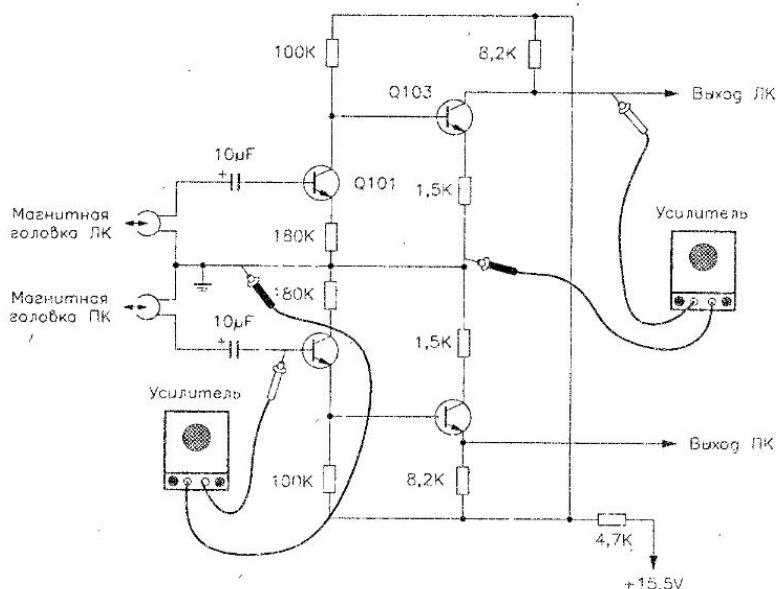 100K
8,2K
Q103
Выход ЛК
10µF
+
Q101
1,5K
Магнитная
головка ЛК
180K
Усилитель
Магнитная
головка ПК
180K
10µF
+
1,5K
Усилитель
Выход ПК
100K
8,2K
4,7K
+15,5V